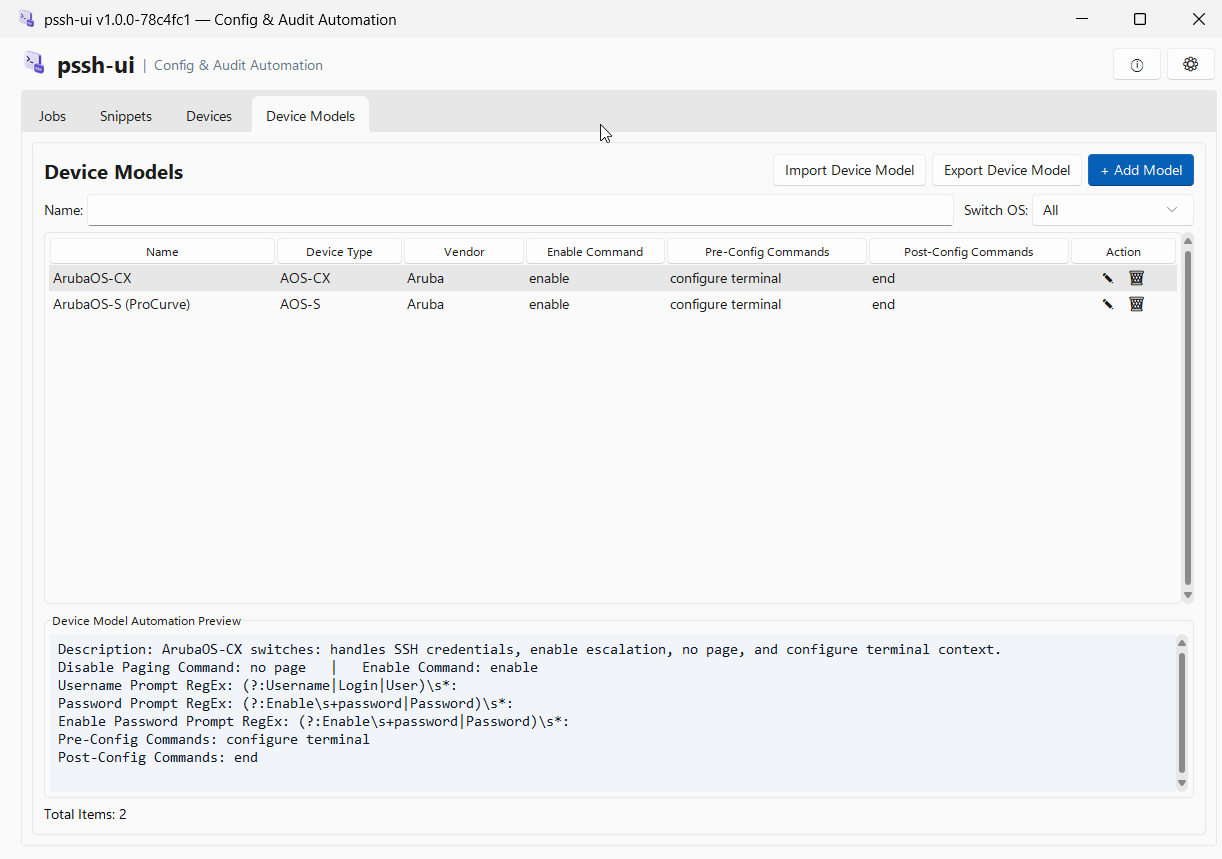 pssh-ui v1.0.0-78c4fc1 — Config & Audit Automation
pssh-ui | Config & Audit Automation
Jobs Snippets Devices Device Models
Device Models Import Device Model Export Device Model + Add Model
Name: Switch OS: All
Name Device Type Vendor Enable Command Pre-Config Commands Post-Config Commands Action
ArubaOS-CX AOS-CX Aruba enable configure terminal end
ArubaOS-S (ProCurve) AOS-S Aruba enable configure terminal end
Device Model Automation Preview
Description: ArubaOS-CX switches: handles SSH credentials, enable escalation, no page, and configure terminal context.
Disable Paging Command: no page | Enable Command: enable
Username Prompt RegEx: (?:Username|Login|User)\s*:
Password Prompt RegEx: (?:Enable\s+password|Password)\s*:
Enable Password Prompt RegEx: (?:Enable\s+password|Password)\s*:
Pre-Config Commands: configure terminal
Post-Config Commands: end
Total Items: 2